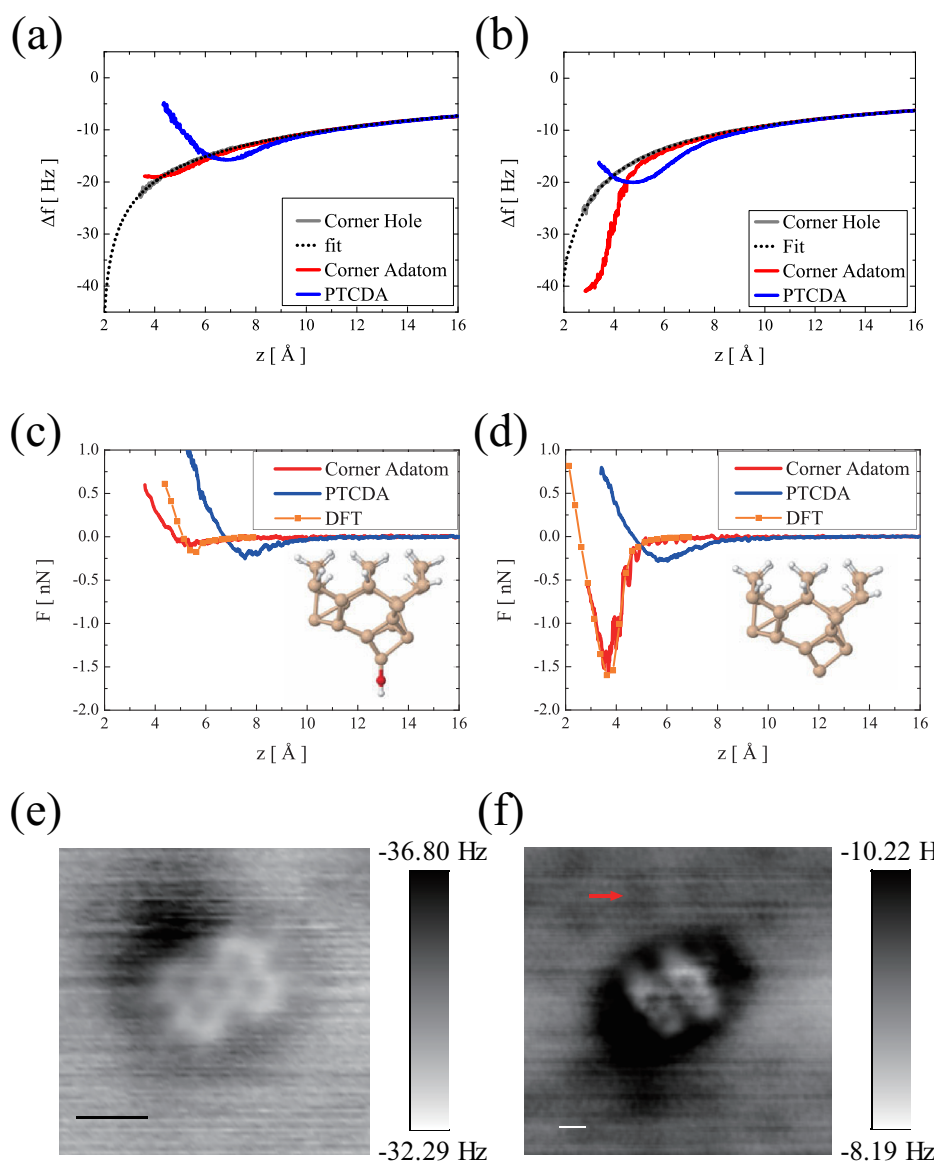 (a)
(b)
0
-10
-20
-30
-40
Δf [ Hz ]
Corner Hole
fit
Corner Adatom
PTCDA
2 4 6 8 10 12 14 16
z [ Å ]
0
-10
-20
-30
-40
Δf [ Hz ]
Corner Hole
Fit
Corner Adatom
PTCDA
2 4 6 8 10 12 14 16
z [ Å ]
(c)
(d)
1.0
0.5
0.0
-0.5
-1.0
-1.5
-2.0
F [ nN ]
Corner Adatom
PTCDA
DFT
2 4 6 8 10 12 14 16
z [ Å ]
1.0
0.5
0.0
-0.5
-1.0
-1.5
-2.0
F [ nN ]
Corner Adatom
PTCDA
DFT
2 4 6 8 10 12 14 16
z [ Å ]
(e)
(f)
-36.80 Hz
-32.29 Hz
-10.22 H
-8.19 Hz